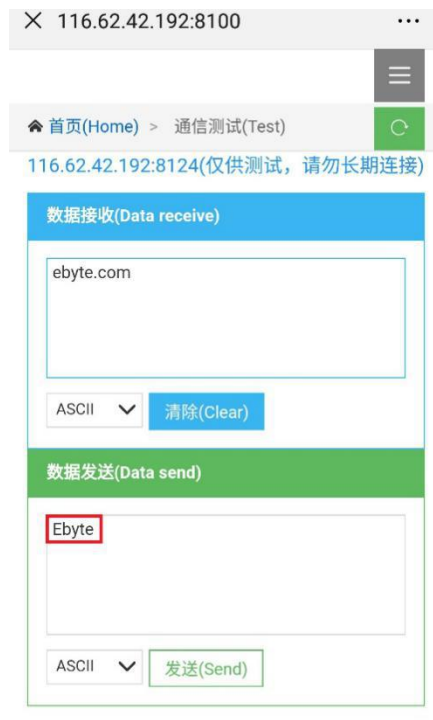 116.62.42.192:8100
首页(Home) > 通信测试(Test)
116.62.42.192:8124(仅供测试，请勿长期连接)
数据接收(Data receive)
ebyte.com
ASCII 清除(Clear)
数据发送(Data send)
Ebyte
ASCII 发送(Send)